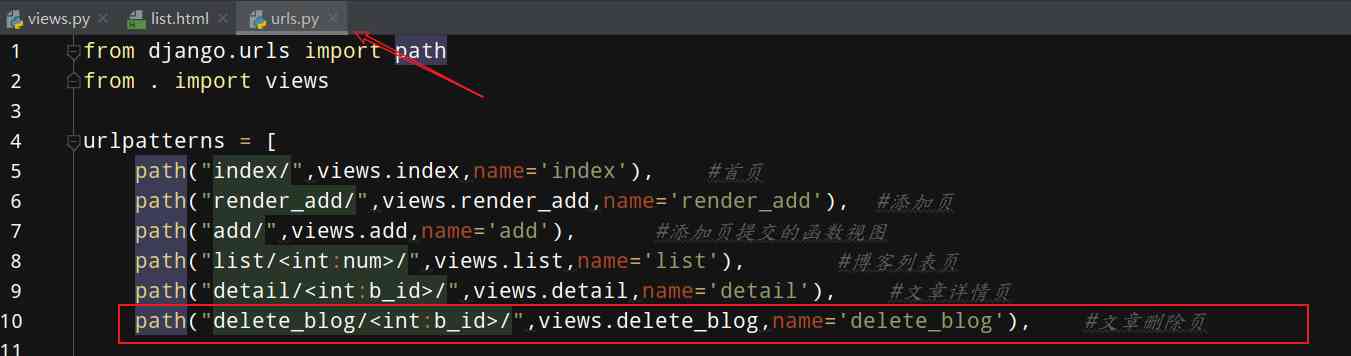 views.py × list.html × urls.py ×
1 from django.urls import path
2 from . import views
3
4 urlpatterns = [
5 path("index/",views.index,name='index'), #首页
6 path("render_add/",views.render_add,name='render_add'), #添加页
7 path("add/",views.add,name='add'), #添加页提交的函数视图
8 path("list/<int:num>/",views.list,name='list'), #博客列表页
9 path("detail/<int:b_id>/",views.detail,name='detail'), #文章详情页
10 path("delete_blog/<int:b_id>/",views.delete_blog,name='delete_blog'), #文章删除页
11